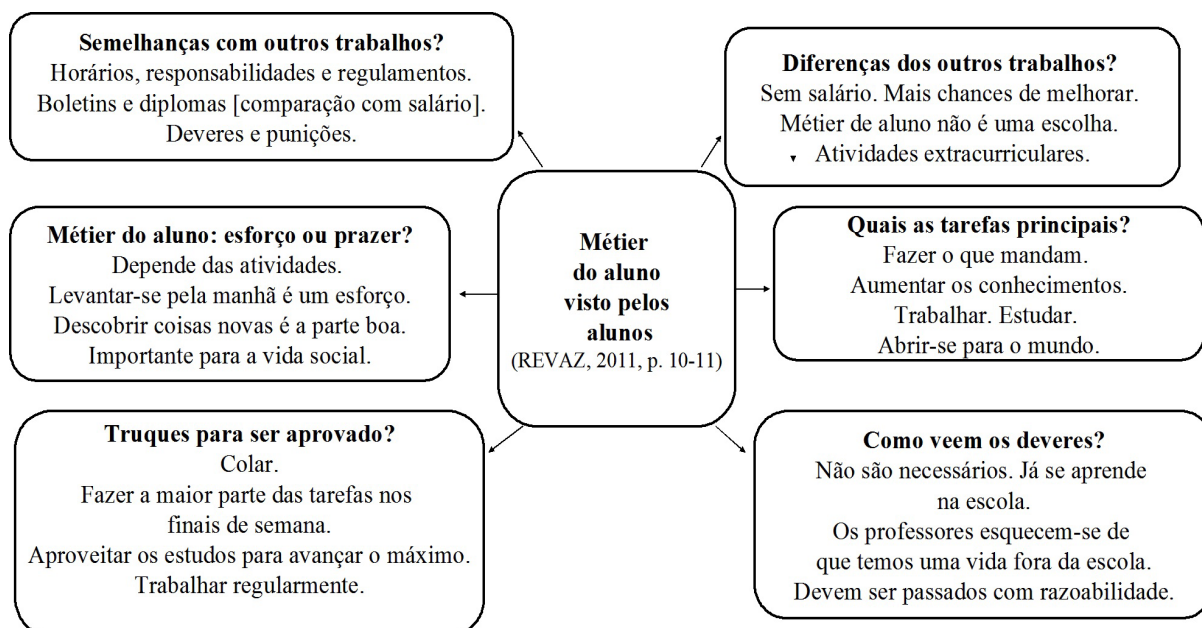 Semelhanças com outros trabalhos?
Horários, responsabilidades e regulamentos.
Boletins e diplomas [comparação com salário].
Deveres e punições.
Diferenças dos outros trabalhos?
Sem salário. Mais chances de melhorar.
Métier de aluno não é uma escolha.
Atividades extracurriculares.
Métier do aluno: esforço ou prazer?
Depende das atividades.
Levantar-se pela manhã é um esforço.
Descobrir coisas novas é a parte boa.
Importante para a vida social.
Métier
do aluno
visto pelos
alunos
(REVAZ, 2011, p. 10-11)
Quais as tarefas principais?
Fazer o que mandam.
Aumentar os conhecimentos.
Trabalhar. Estudar.
Abrir-se para o mundo.
Truques para ser aprovado?
Colar.
Fazer a maior parte das tarefas nos
finais de semana.
Aproveitar os estudos para avançar o máximo.
Trabalhar regularmente.
Como veem os deveres?
Não são necessários. Já se aprende
na escola.
Os professores esquecem-se de
que temos uma vida fora da escola.
Devem ser passados com razoabilidade.